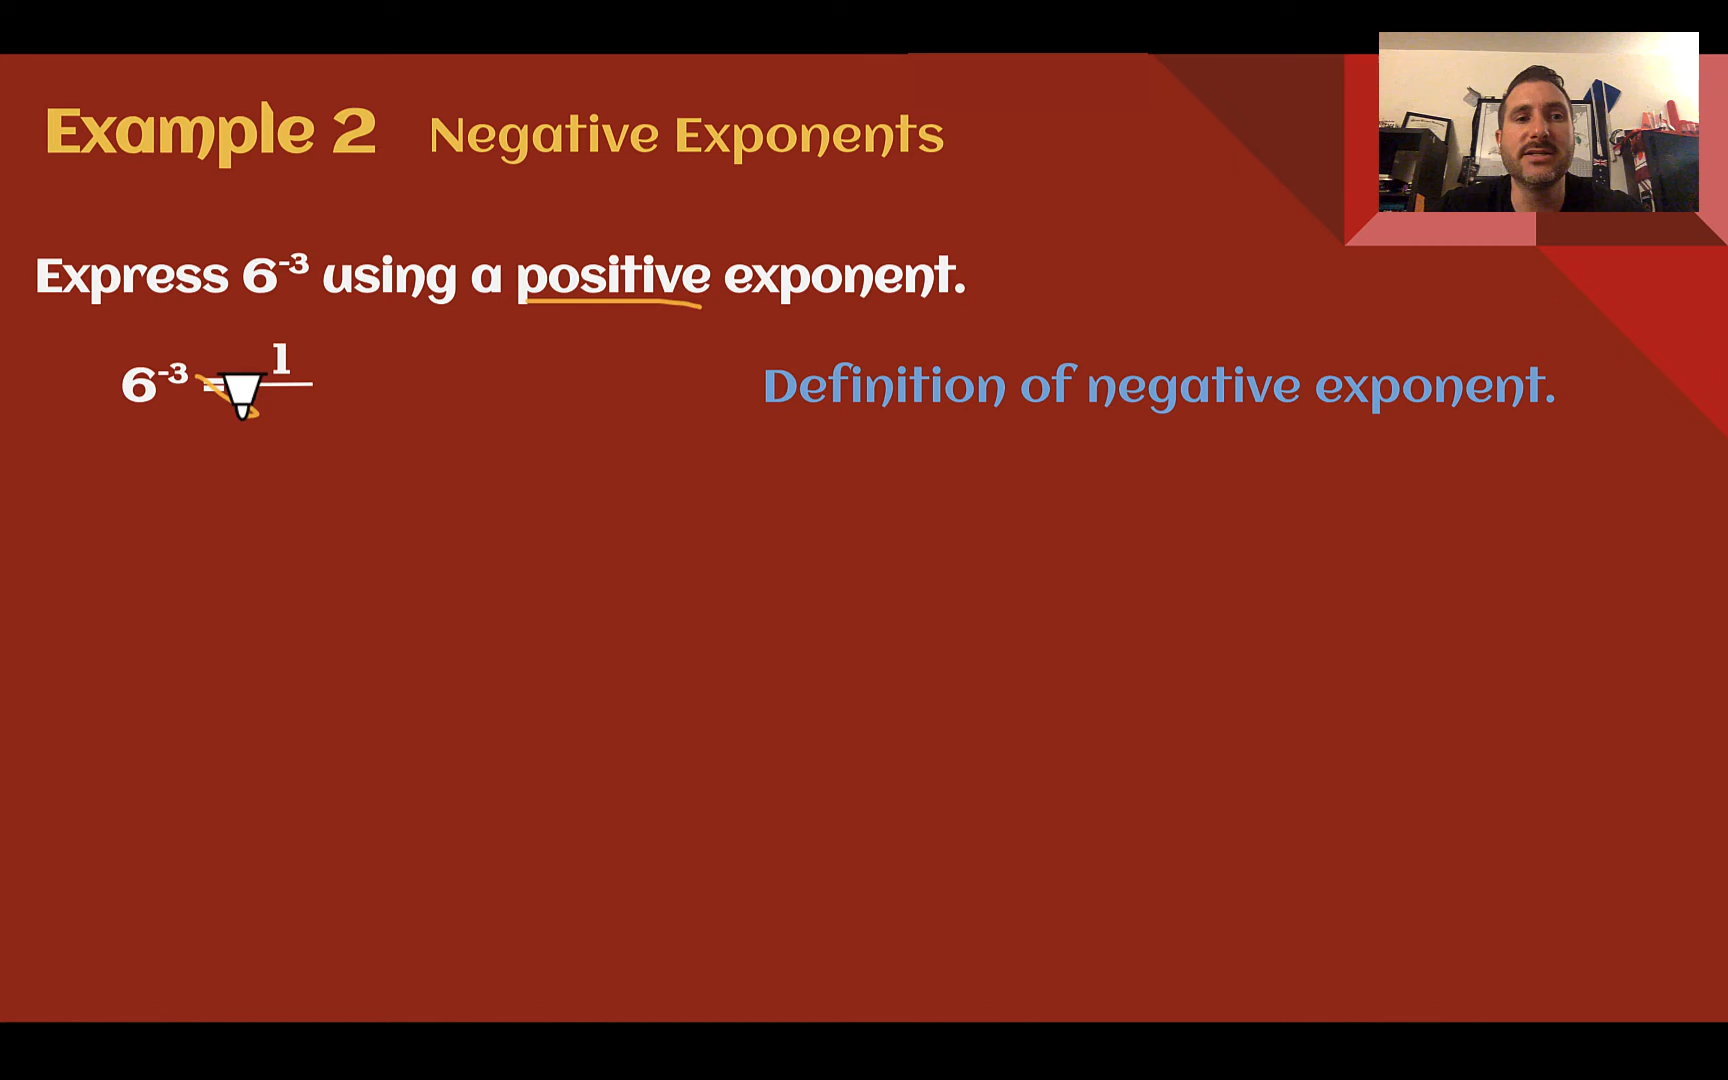 Example 2 Negative Exponents
Express 6⁻³ using a positive exponent.
6⁻³ = 1
Definition of negative exponent.